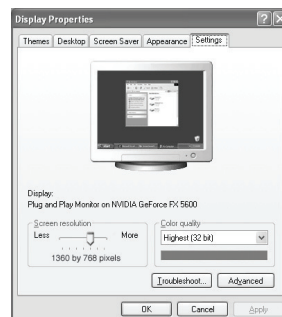 Display Properties
Themes Desktop Screen Saver Appearance Settings
Display:
Plug and Play Monitor on NVIDIA GeForce FX 5600
Screen resolution
Less More
1360 by 768 pixels
Color quality
Highest (32 bit)
Troubleshoot... Advanced
OK Cancel Apply